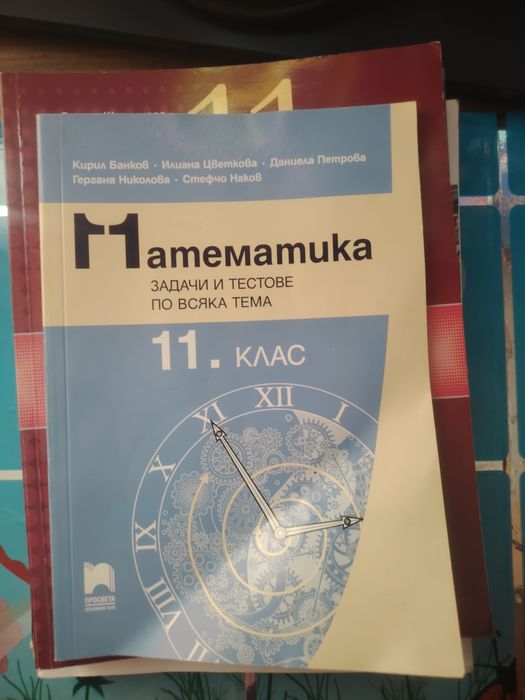 11
Кирил Банков · Илиана Цветкова · Даниела Петрова
Гергана Николова · Стефчо Наков
Математика
ЗАДАЧИ И ТЕСТОВЕ
ПО ВСЯКА ТЕМА
11. КЛАС
XII
XI
I
X
IX
VIII
VII
ПРОСВЕТА